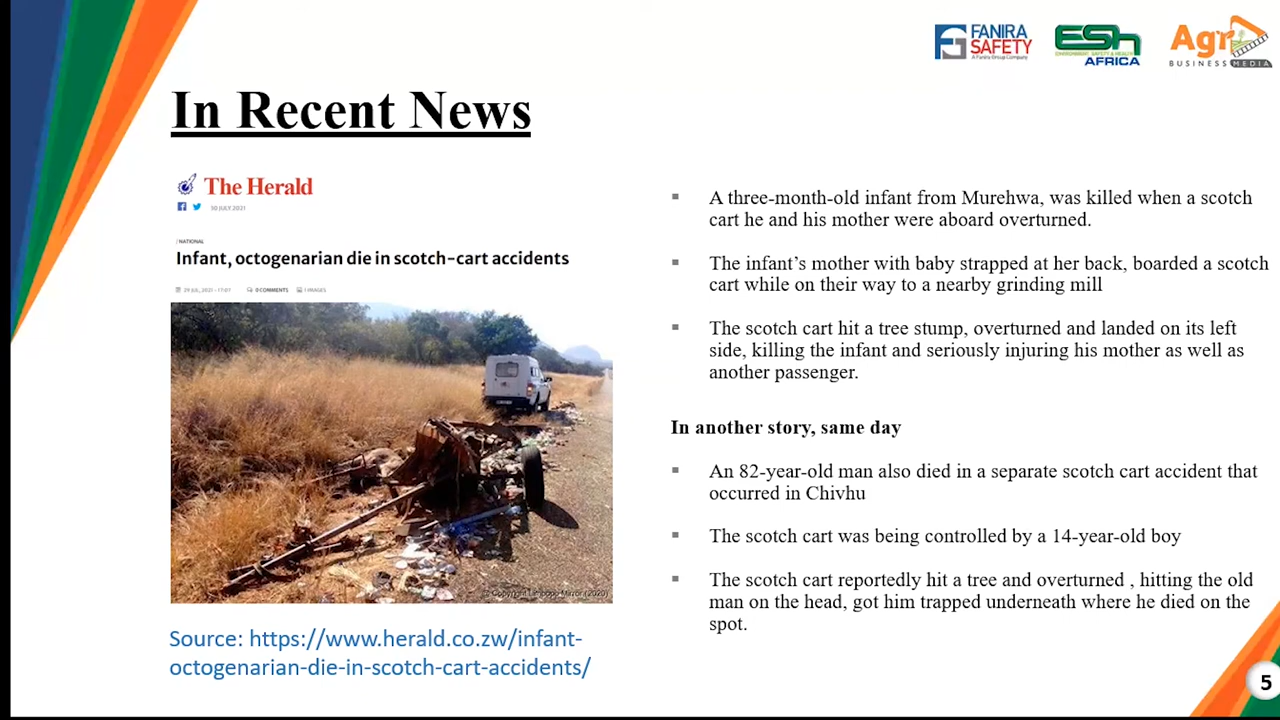 FANIRA
SAFETY
A Fanira Group Company
ESh
ENVIRONMENT, SAFETY & HEALTH
AFRICA
Agr
BUSINESS MEDIA
In Recent News
The Herald
30 JULY 2021
/ NATIONAL
Infant, octogenarian die in scotch-cart accidents
29 JUL, 2021 - 17:07
0 COMMENTS
1 IMAGES
© Copyright Limpopo Mirror (2020)
Source: https://www.herald.co.zw/infant-
octogenarian-die-in-scotch-cart-accidents/
▪ A three-month-old infant from Murehwa, was killed when a scotch
cart he and his mother were aboard overturned.
▪ The infant’s mother with baby strapped at her back, boarded a scotch
cart while on their way to a nearby grinding mill
▪ The scotch cart hit a tree stump, overturned and landed on its left
side, killing the infant and seriously injuring his mother as well as
another passenger.
In another story, same day
▪ An 82-year-old man also died in a separate scotch cart accident that
occurred in Chivhu
▪ The scotch cart was being controlled by a 14-year-old boy
▪ The scotch cart reportedly hit a tree and overturned , hitting the old
man on the head, got him trapped underneath where he died on the
spot.
5